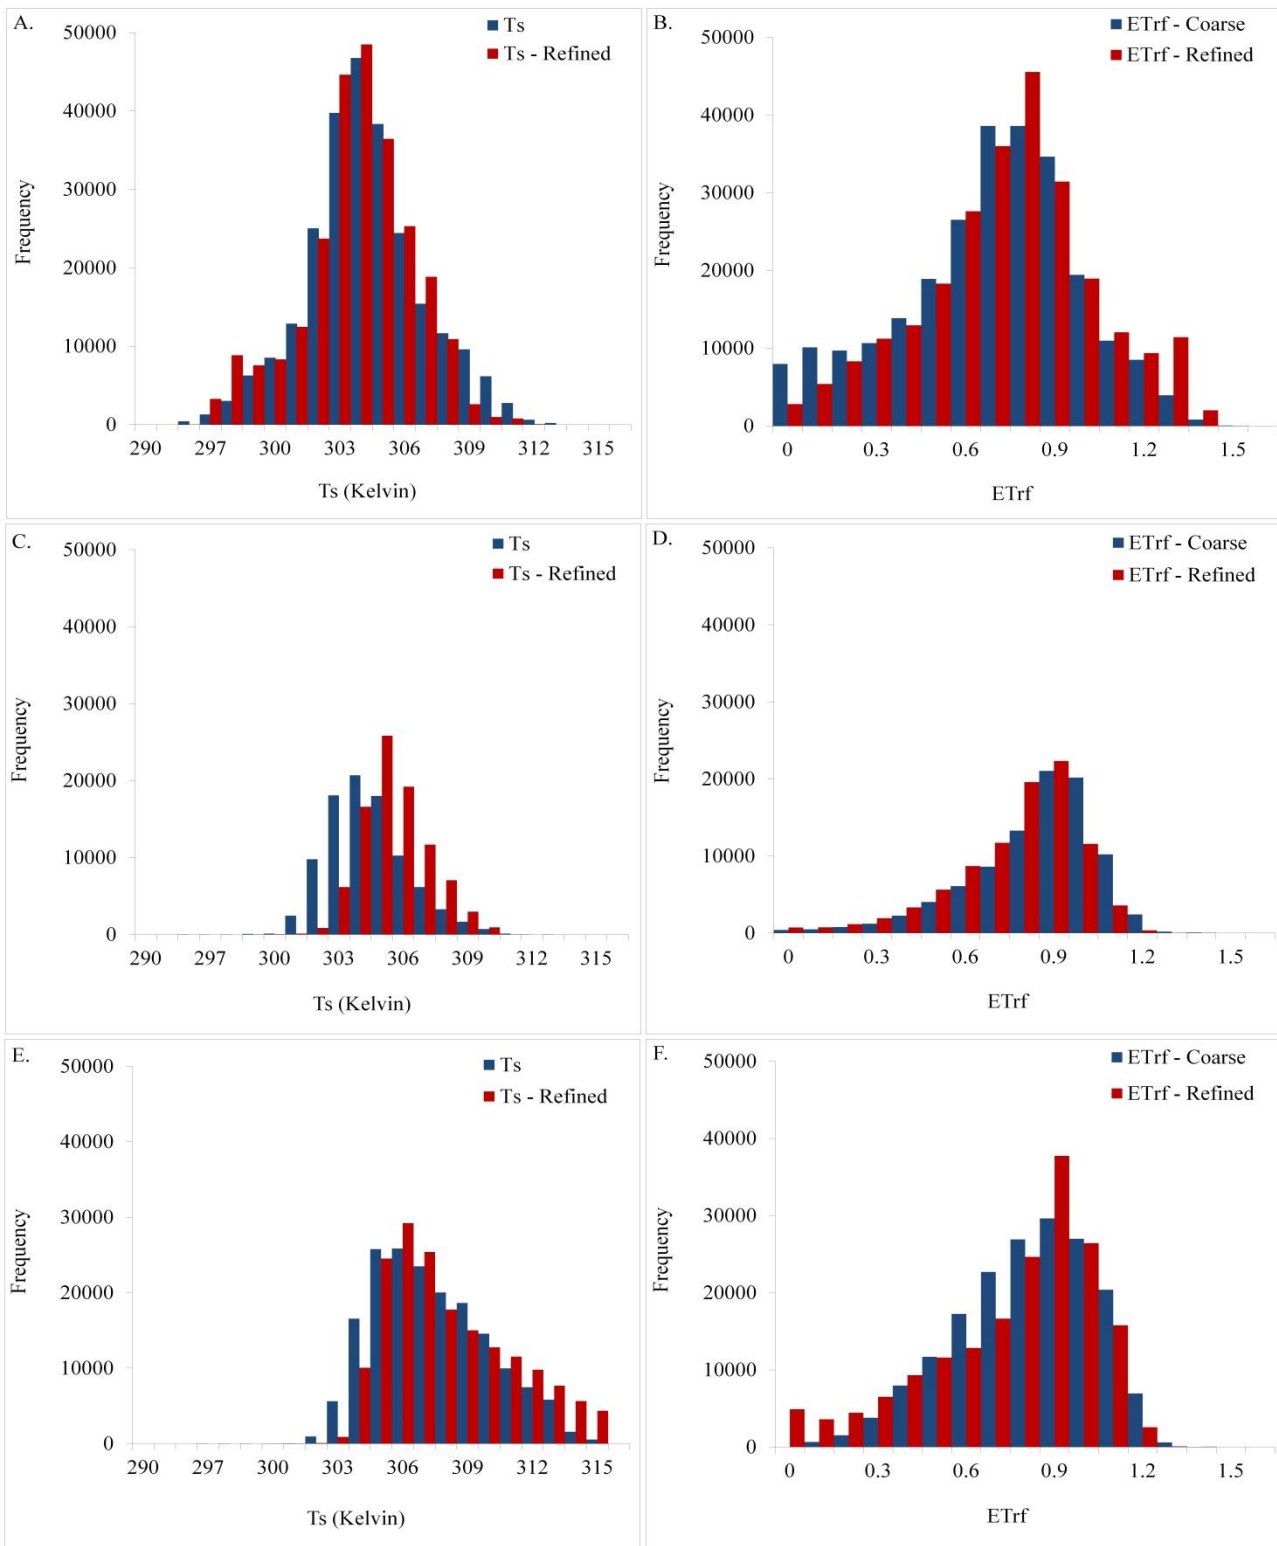 A.
Ts
Ts - Refined
50000
40000
30000
20000
10000
0
Frequency
290 297 300 303 306 309 312 315
Ts (Kelvin)
B.
ETrf - Coarse
ETrf - Refined
50000
40000
30000
20000
10000
0
Frequency
0 0.3 0.6 0.9 1.2 1.5
ETrf
C.
Ts
Ts - Refined
50000
40000
30000
20000
10000
0
Frequency
290 297 300 303 306 309 312 315
Ts (Kelvin)
D.
ETrf - Coarse
ETrf - Refined
50000
40000
30000
20000
10000
0
Frequency
0 0.3 0.6 0.9 1.2 1.5
ETrf
E.
Ts
Ts - Refined
50000
40000
30000
20000
10000
0
Frequency
290 297 300 303 306 309 312 315
Ts (Kelvin)
F.
ETrf - Coarse
ETrf - Refined
50000
40000
30000
20000
10000
0
Frequency
0 0.3 0.6 0.9 1.2 1.5
ETrf